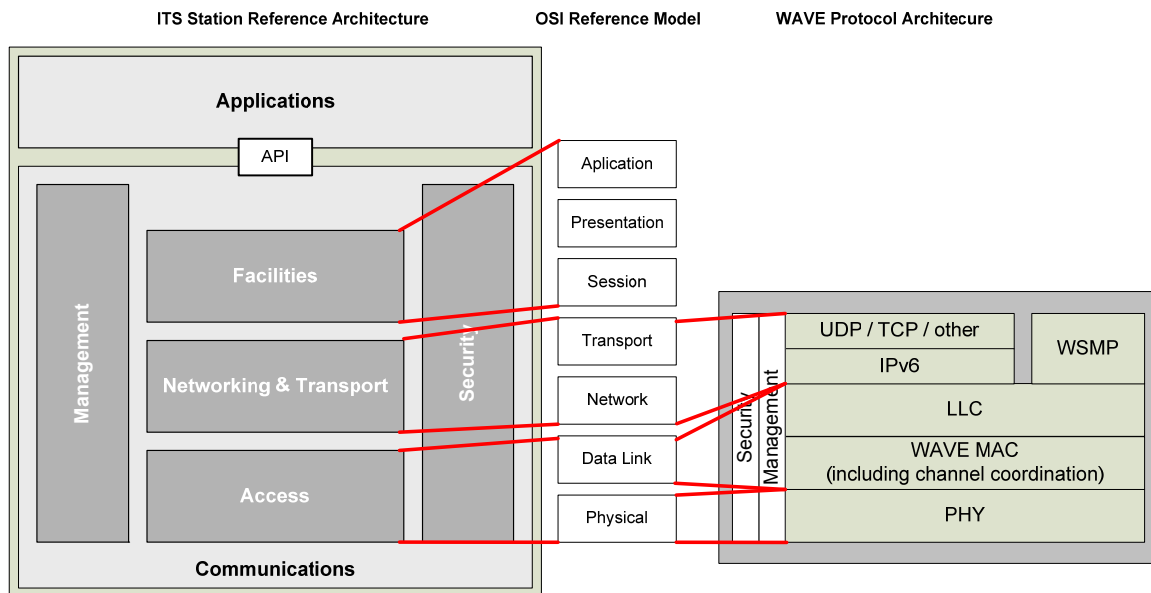 ITS Station Reference Architecture
OSI Reference Model
WAVE Protocol Architecure
Applications
API
Management
Facilities
Networking & Transport
Access
Security
Communications
Aplication
Presentation
Session
Transport
Network
Data Link
Physical
Security
Management
UDP / TCP / other
IPv6
WSMP
LLC
WAVE MAC
(including channel coordination)
PHY